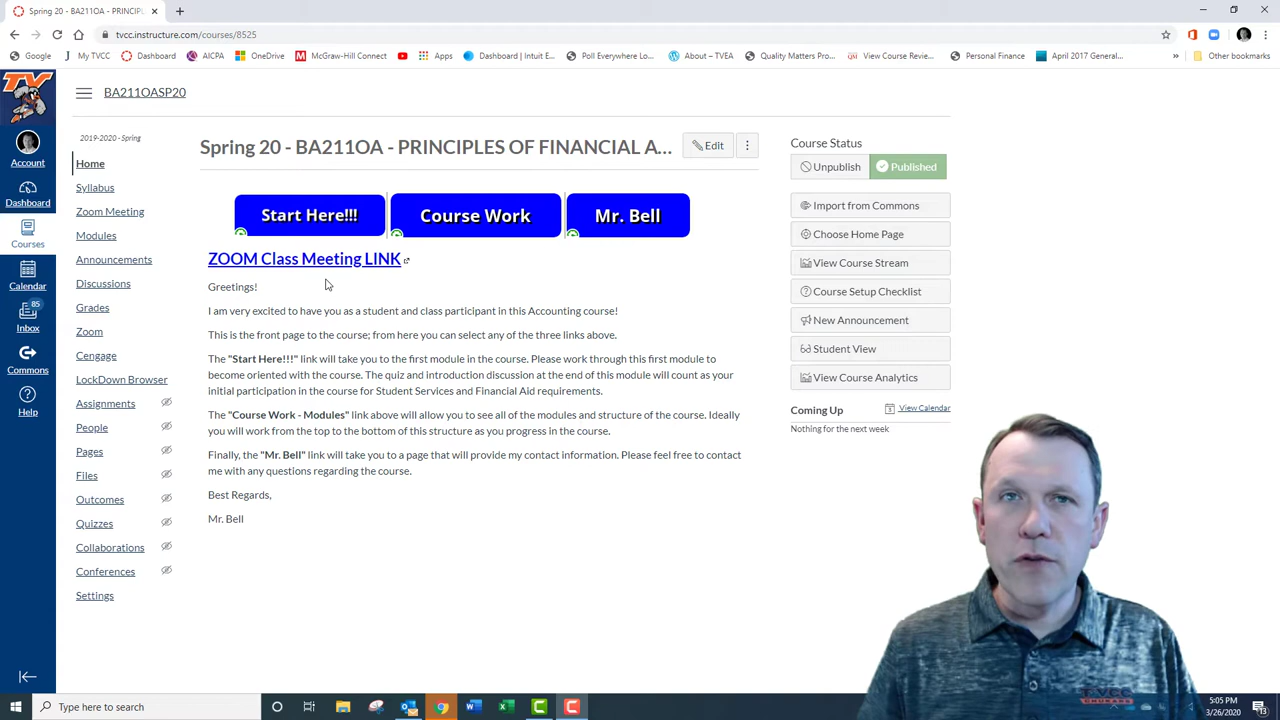 Spring 20 - BA211OA - PRINCIPL
tvcc.instructure.com/courses/8525
Google
My TVCC
Dashboard
AICPA
OneDrive
McGraw-Hill Connect
Apps
Dashboard | Intuit E...
Poll Everywhere Lo...
About – TVEA
Quality Matters Pro...
View Course Revie...
Personal Finance
April 2017 General...
»
Other bookmarks
TV
BA211OASP20
2019-2020 - Spring
Account
Dashboard
Courses
Calendar
85
Inbox
Commons
Help
Home
Syllabus
Zoom Meeting
Modules
Announcements
Discussions
Grades
Zoom
Cengage
LockDown Browser
Assignments
People
Pages
Files
Outcomes
Quizzes
Collaborations
Conferences
Settings
Spring 20 - BA211OA - PRINCIPLES OF FINANCIAL A...
Edit
Start Here!!!
Course Work
Mr. Bell
ZOOM Class Meeting LINK
Greetings!
I am very excited to have you as a student and class participant in this Accounting course!
This is the front page to the course; from here you can select any of the three links above.
The "Start Here!!!" link will take you to the first module in the course. Please work through this first module to
become oriented with the course. The quiz and introduction discussion at the end of this module will count as your
initial participation in the course for Student Services and Financial Aid requirements.
The "Course Work - Modules" link above will allow you to see all of the modules and structure of the course. Ideally
you will work from the top to the bottom of this structure as you progress in the course.
Finally, the "Mr. Bell" link will take you to a page that will provide my contact information. Please feel free to contact
me with any questions regarding the course.
Best Regards,
Mr. Bell
Course Status
Unpublish
Published
Import from Commons
Choose Home Page
View Course Stream
Course Setup Checklist
New Announcement
Student View
View Course Analytics
Coming Up
View Calendar
Nothing for the next week
TVCC
CHUKARS
Type here to search
5:05 PM
3/26/2020